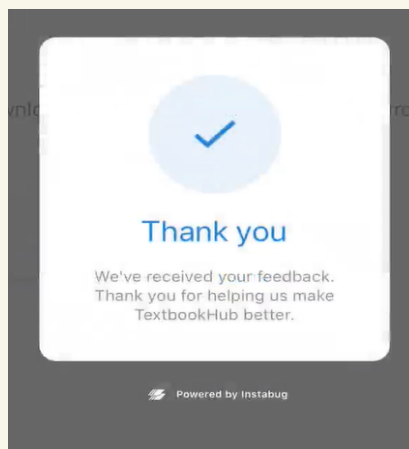 Thank you
We've received your feedback.
Thank you for helping us make
TextbookHub better.
Powered by Instabug